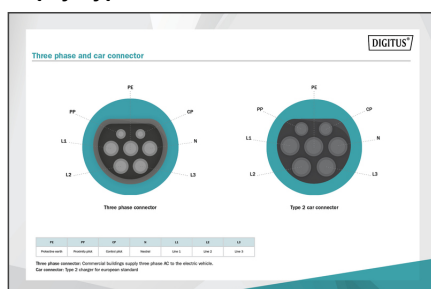 DIGITUS®
Three phase and car connector
PE
PP
CP
L1
N
L2
L3
Three phase connector
PE
PP
CP
L1
N
L2
L3
Type 2 car connector
PE PP CP N L1 L2 L3
Protective earth Proximity pilot Control pilot Neutral Line 1 Line 2 Line 3
Three phase connector: Commercial buildings supply three phase AC to the electric vehicle.
Car connector: Type 2 charger for european standard